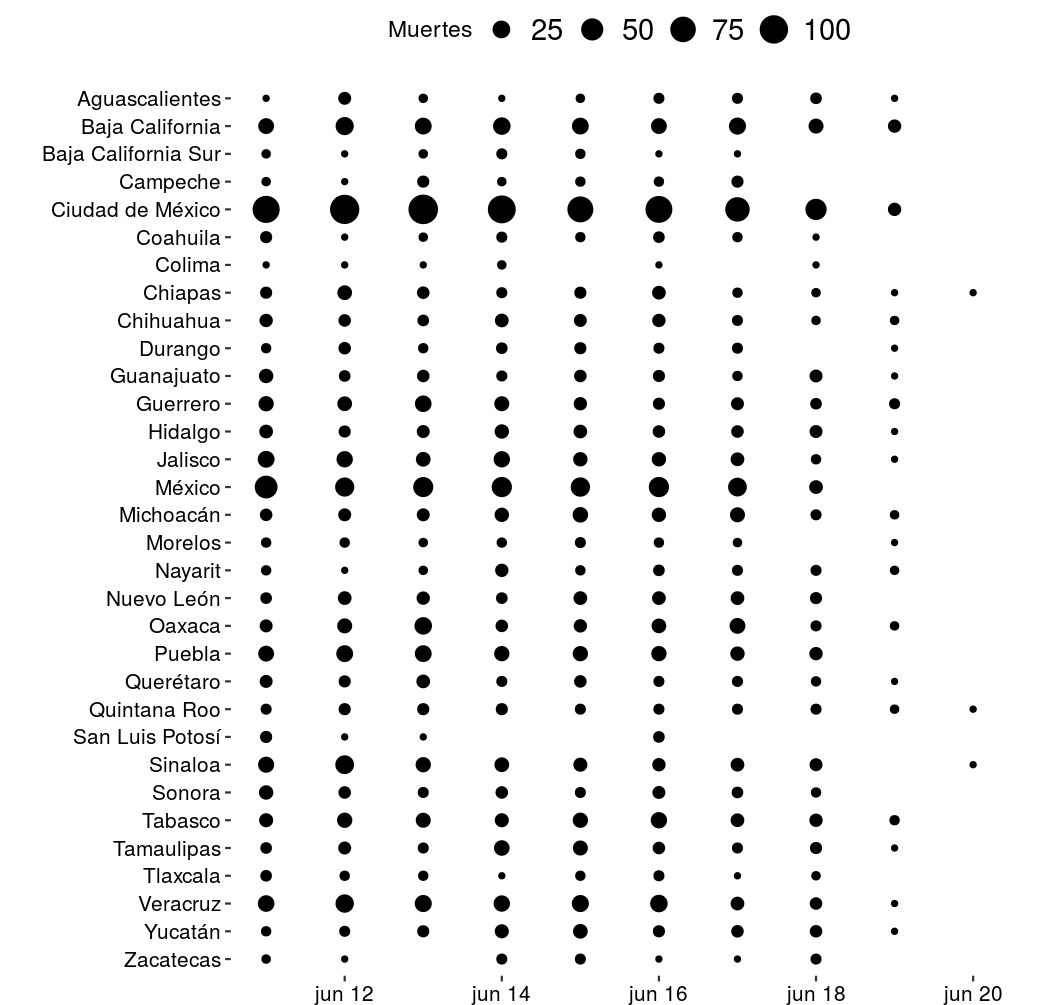 Muertes 25 50 75 100
Aguascalientes
Baja California
Baja California Sur
Campeche
Ciudad de México
Coahuila
Colima
Chiapas
Chihuahua
Durango
Guanajuato
Guerrero
Hidalgo
Jalisco
México
Michoacán
Morelos
Nayarit
Nuevo León
Oaxaca
Puebla
Querétaro
Quintana Roo
San Luis Potosí
Sinaloa
Sonora
Tabasco
Tamaulipas
Tlaxcala
Veracruz
Yucatán
Zacatecas
jun 12 jun 14 jun 16 jun 18 jun 20